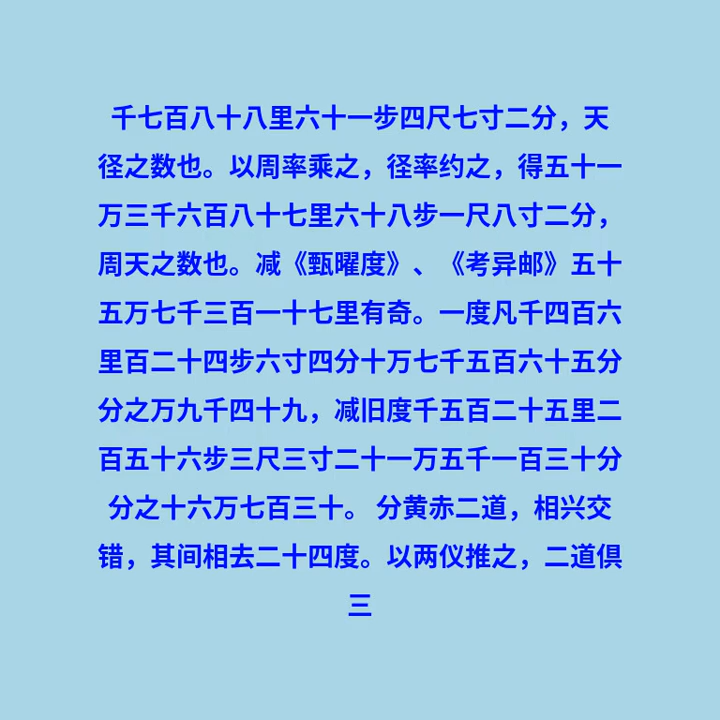 千七百八十八里六十一步四尺七寸二分，天
径之数也。以周率乘之，径率约之，得五十一
万三千六百八十七里六十八步一尺八寸二分，
周天之数也。减《甄曜度》、《考异邮》五十
五万七千三百一十七里有奇。一度凡千四百六
里百二十四步六寸四分十万七千五百六十五分
分之万九千四十九，减旧度千五百二十五里二
百五十六步三尺三寸二十一万五千一百三十分
分之十六万七百三十。 分黄赤二道，相兴交
错，其间相去二十四度。以两仪推之，二道俱
三